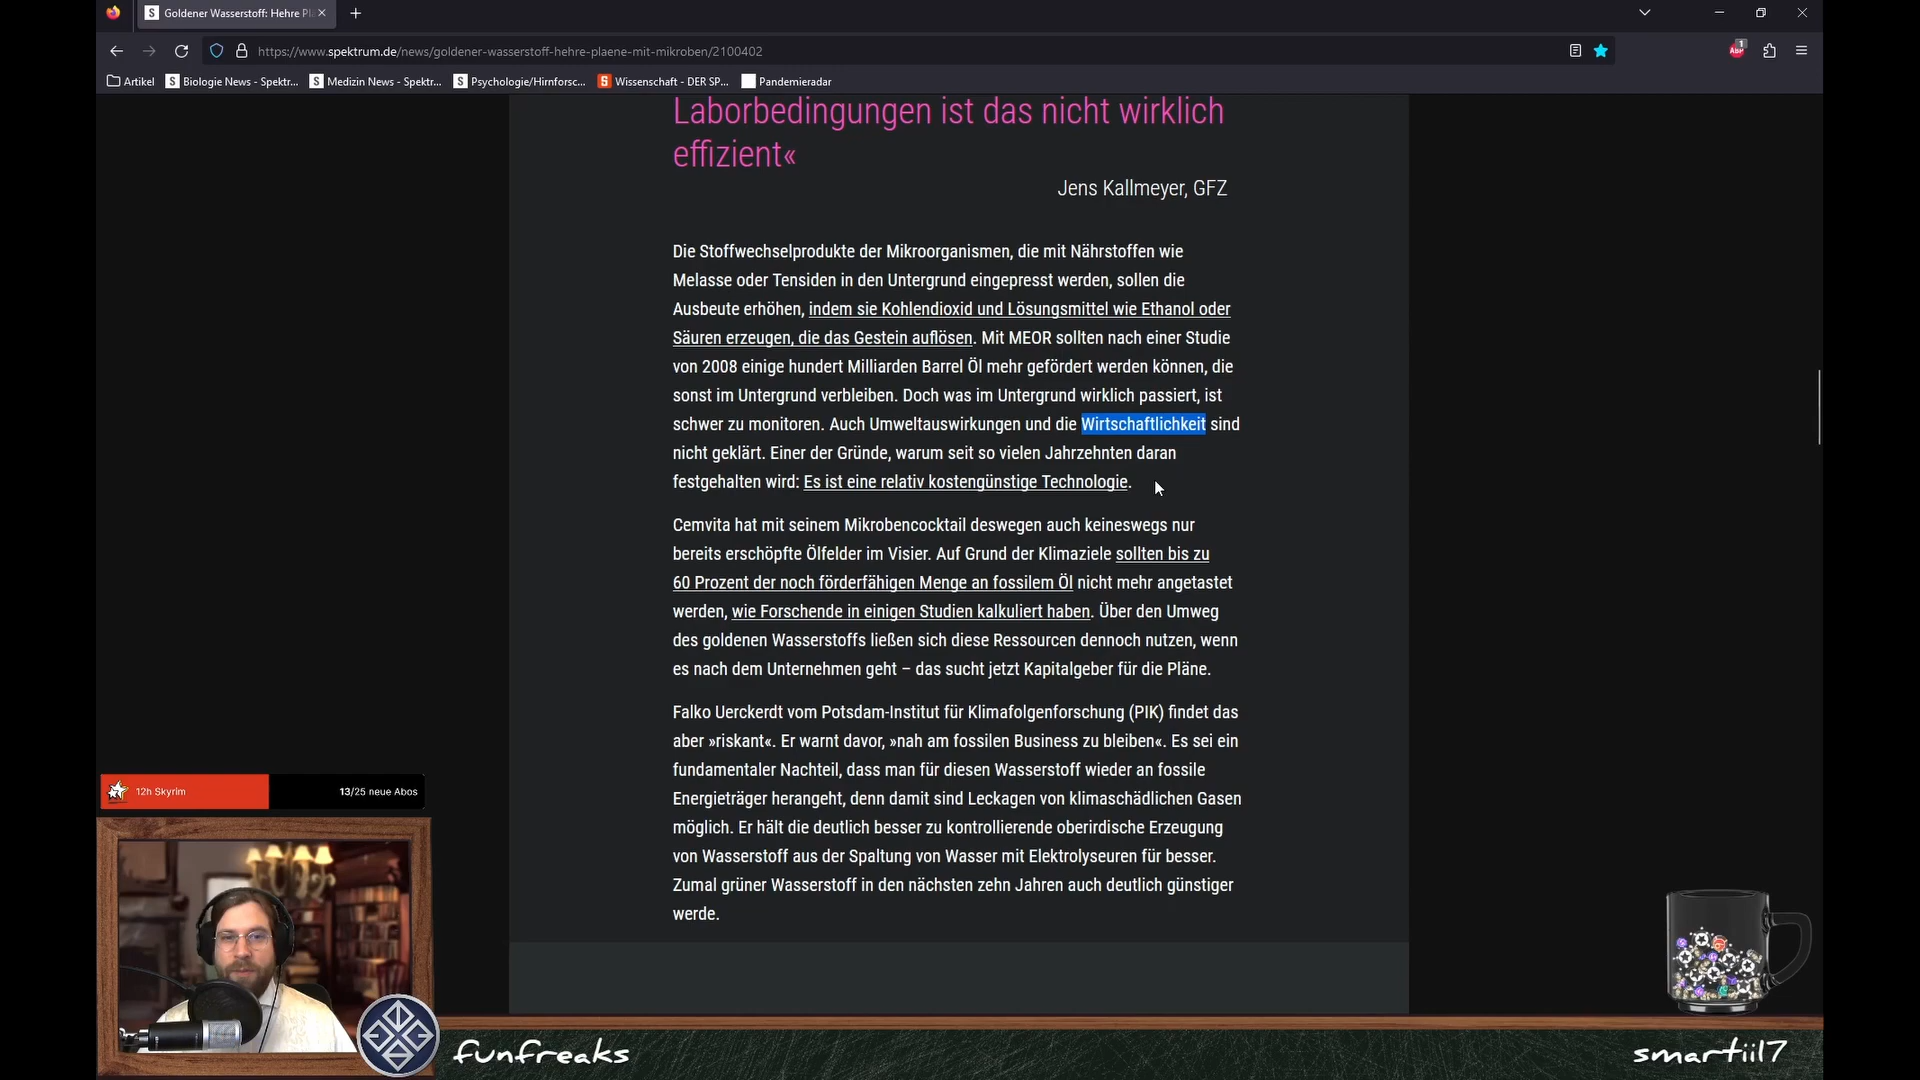 Goldener Wasserstoff: Hehre Pl
https://www.spektrum.de/news/goldener-wasserstoff-hehre-plaene-mit-mikroben/2100402
Artikel
Biologie News - Spektr...
Medizin News - Spektr...
Psychologie/Hirnforsc...
Wissenschaft - DER SP...
Pandemieradar
Laborbedingungen ist das nicht wirklich
effizient«
Jens Kallmeyer, GFZ
Die Stoffwechselprodukte der Mikroorganismen, die mit Nährstoffen wie
Melasse oder Tensiden in den Untergrund eingepresst werden, sollen die
Ausbeute erhöhen, indem sie Kohlendioxid und Lösungsmittel wie Ethanol oder
Säuren erzeugen, die das Gestein auflösen. Mit MEOR sollten nach einer Studie
von 2008 einige hundert Milliarden Barrel Öl mehr gefördert werden können, die
sonst im Untergrund verbleiben. Doch was im Untergrund wirklich passiert, ist
schwer zu monitoren. Auch Umweltauswirkungen und die Wirtschaftlichkeit sind
nicht geklärt. Einer der Gründe, warum seit so vielen Jahrzehnten daran
festgehalten wird: Es ist eine relativ kostengünstige Technologie.
Cemvita hat mit seinem Mikrobencocktail deswegen auch keineswegs nur
bereits erschöpfte Ölfelder im Visier. Auf Grund der Klimaziele sollten bis zu
60 Prozent der noch förderfähigen Menge an fossilem Öl nicht mehr angetastet
werden, wie Forschende in einigen Studien kalkuliert haben. Über den Umweg
des goldenen Wasserstoffs ließen sich diese Ressourcen dennoch nutzen, wenn
es nach dem Unternehmen geht – das sucht jetzt Kapitalgeber für die Pläne.
Falko Uerckerdt vom Potsdam-Institut für Klimafolgenforschung (PIK) findet das
aber »riskant«. Er warnt davor, »nah am fossilen Business zu bleiben«. Es sei ein
fundamentaler Nachteil, dass man für diesen Wasserstoff wieder an fossile
Energieträger herangeht, denn damit sind Leckagen von klimaschädlichen Gasen
möglich. Er hält die deutlich besser zu kontrollierende oberirdische Erzeugung
von Wasserstoff aus der Spaltung von Wasser mit Elektrolyseuren für besser.
Zumal grüner Wasserstoff in den nächsten zehn Jahren auch deutlich günstiger
werde.
12h Skyrim
13/25 neue Abos
funfreaks
smartiil7